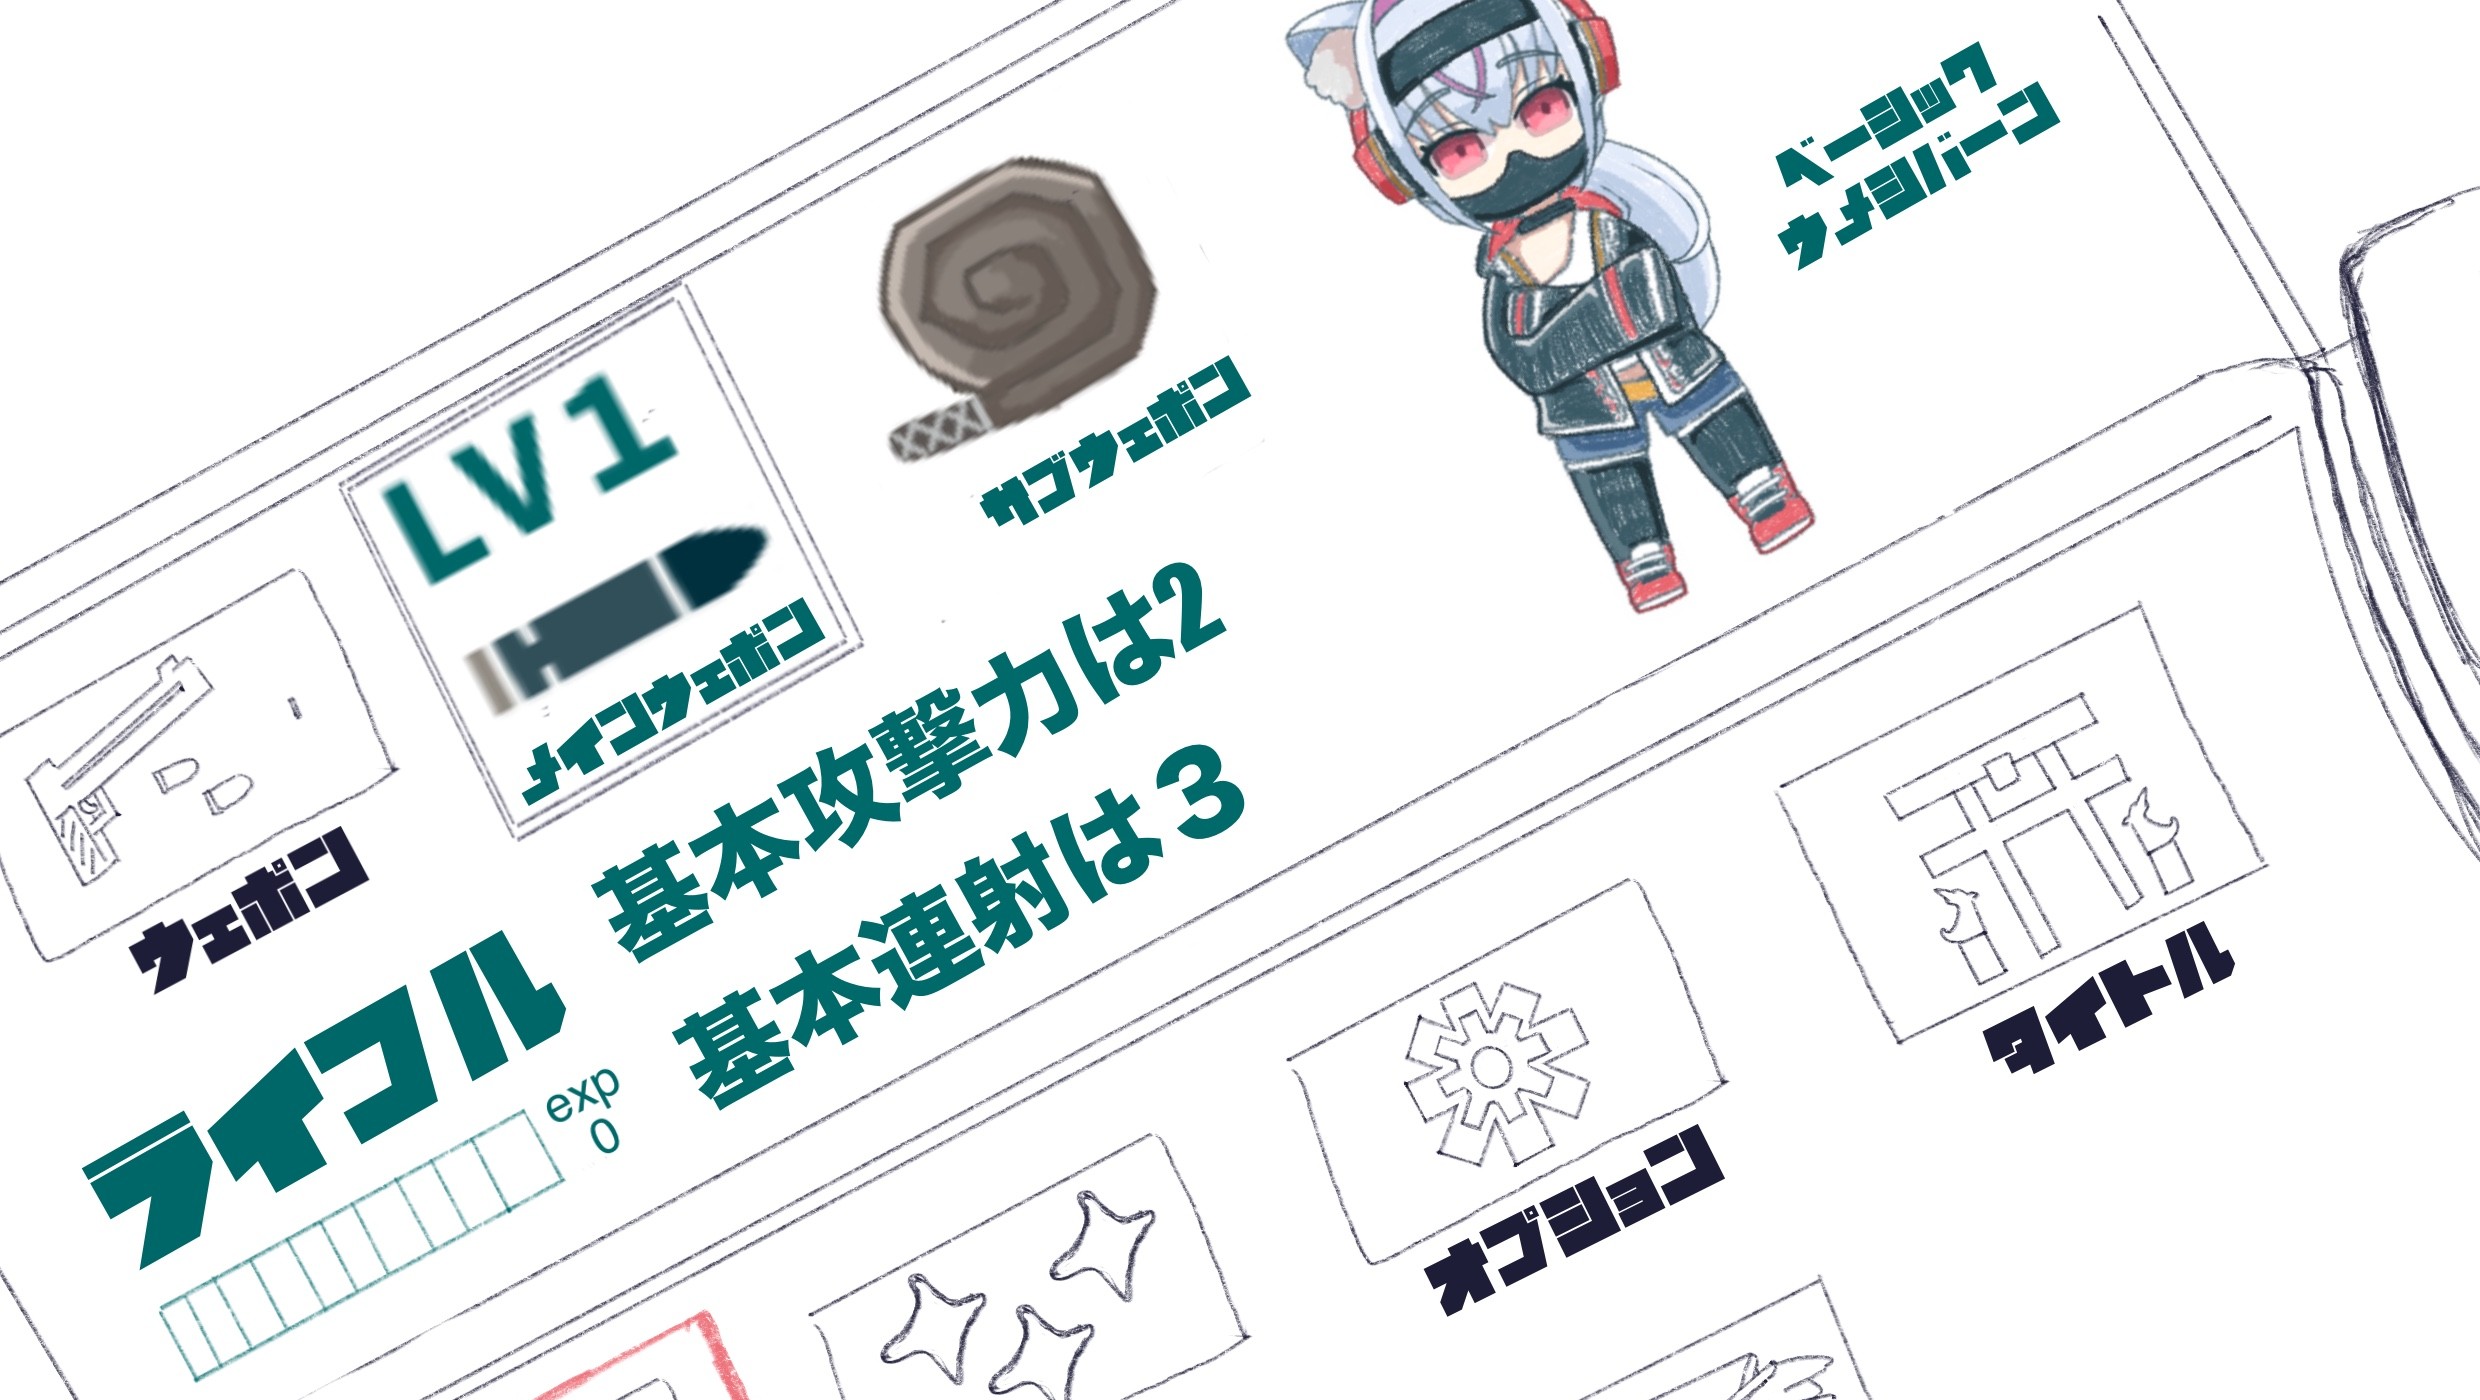 ベーシック
ウメヨバーコ
LV1
メインウェポン
サブウェポン
ウェポン
ライフル
exp
0
基本攻撃力は2
基本連射は3
オプション
タイトル